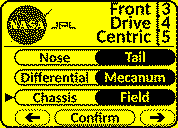 NASA JPL
Front 3
Drive 4
Centric 5
Nose Tail
Differential Mecanum
Chassis Field
← Confirm →